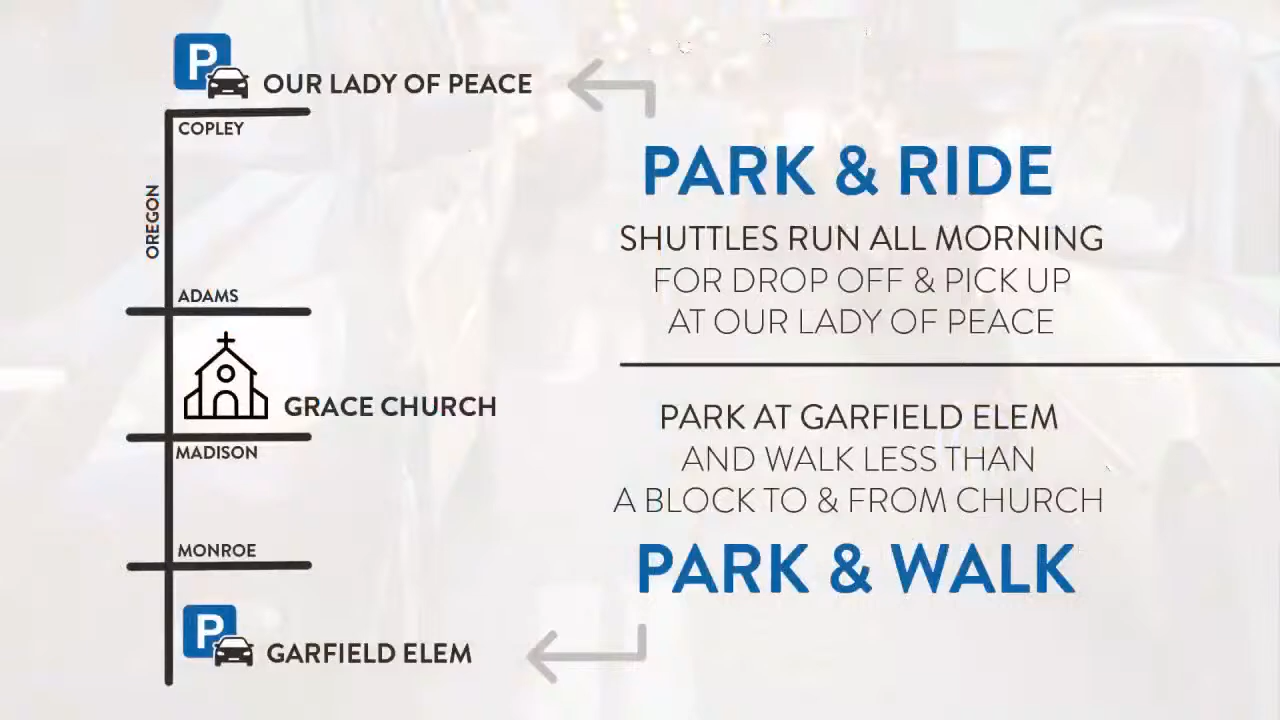 P
OUR LADY OF PEACE
COPLEY
OREGON
ADAMS
GRACE CHURCH
MADISON
MONROE
P
GARFIELD ELEM
PARK & RIDE
SHUTTLES RUN ALL MORNING
FOR DROP OFF & PICK UP
AT OUR LADY OF PEACE
PARK AT GARFIELD ELEM
AND WALK LESS THAN
A BLOCK TO & FROM CHURCH
PARK & WALK